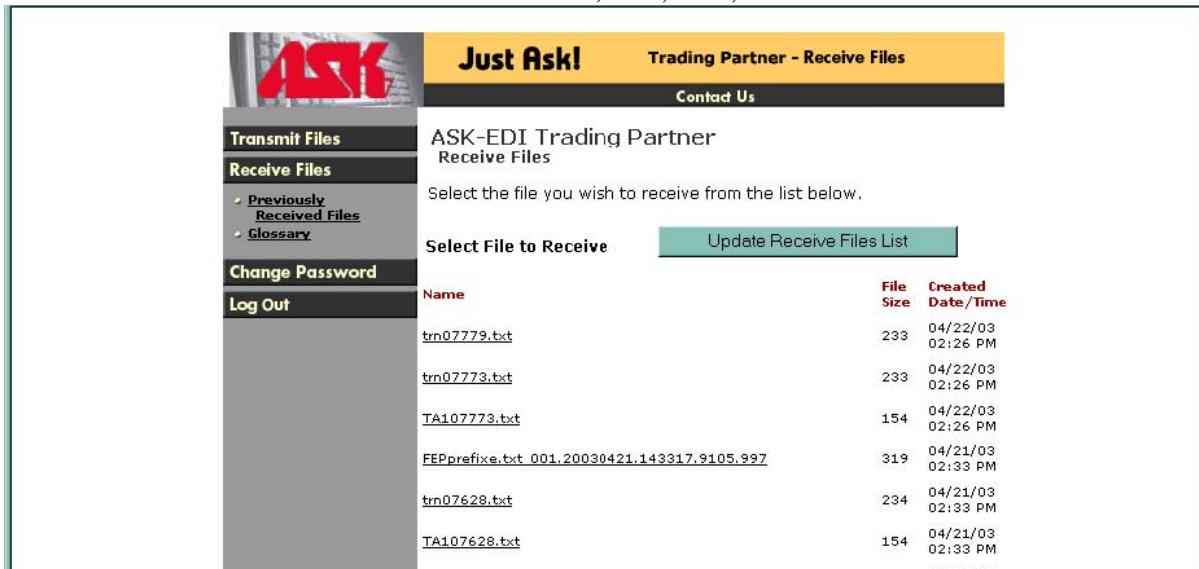 ASK
Just Ask!
Trading Partner - Receive Files
Contact Us
Transmit Files
Receive Files
Previously
Received Files
Glossary
Change Password
Log Out
ASK-EDI Trading Partner
Receive Files
Select the file you wish to receive from the list below.
Select File to Receive
Update Receive Files List
Name File Size Created Date/Time
trn07779.txt 233 04/22/03 02:26 PM
trn07773.txt 233 04/22/03 02:26 PM
TA107773.txt 154 04/22/03 02:26 PM
FEPprefixe.txt_001.20030421.143317.9105.997 319 04/21/03 02:33 PM
trn07628.txt 234 04/21/03 02:33 PM
TA107628.txt 154 04/21/03 02:33 PM